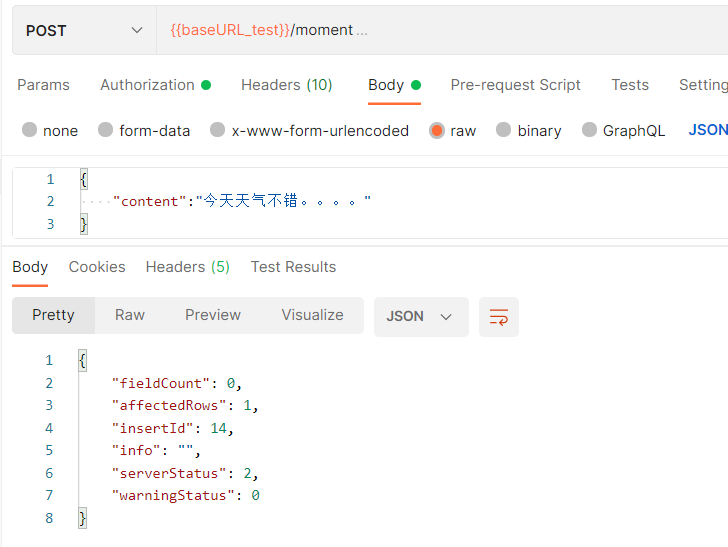 POST {{baseURL_test}}/moment ...
Params Authorization Headers (10) Body Pre-request Script Tests Setting
none form-data x-www-form-urlencoded raw binary GraphQL JSON
1 {
2 ····"content":"今天天气不错。。。。"
3 }
Body Cookies Headers (5) Test Results
Pretty Raw Preview Visualize JSON
1 {
2 "fieldCount": 0,
3 "affectedRows": 1,
4 "insertId": 14,
5 "info": "",
6 "serverStatus": 2,
7 "warningStatus": 0
8 }